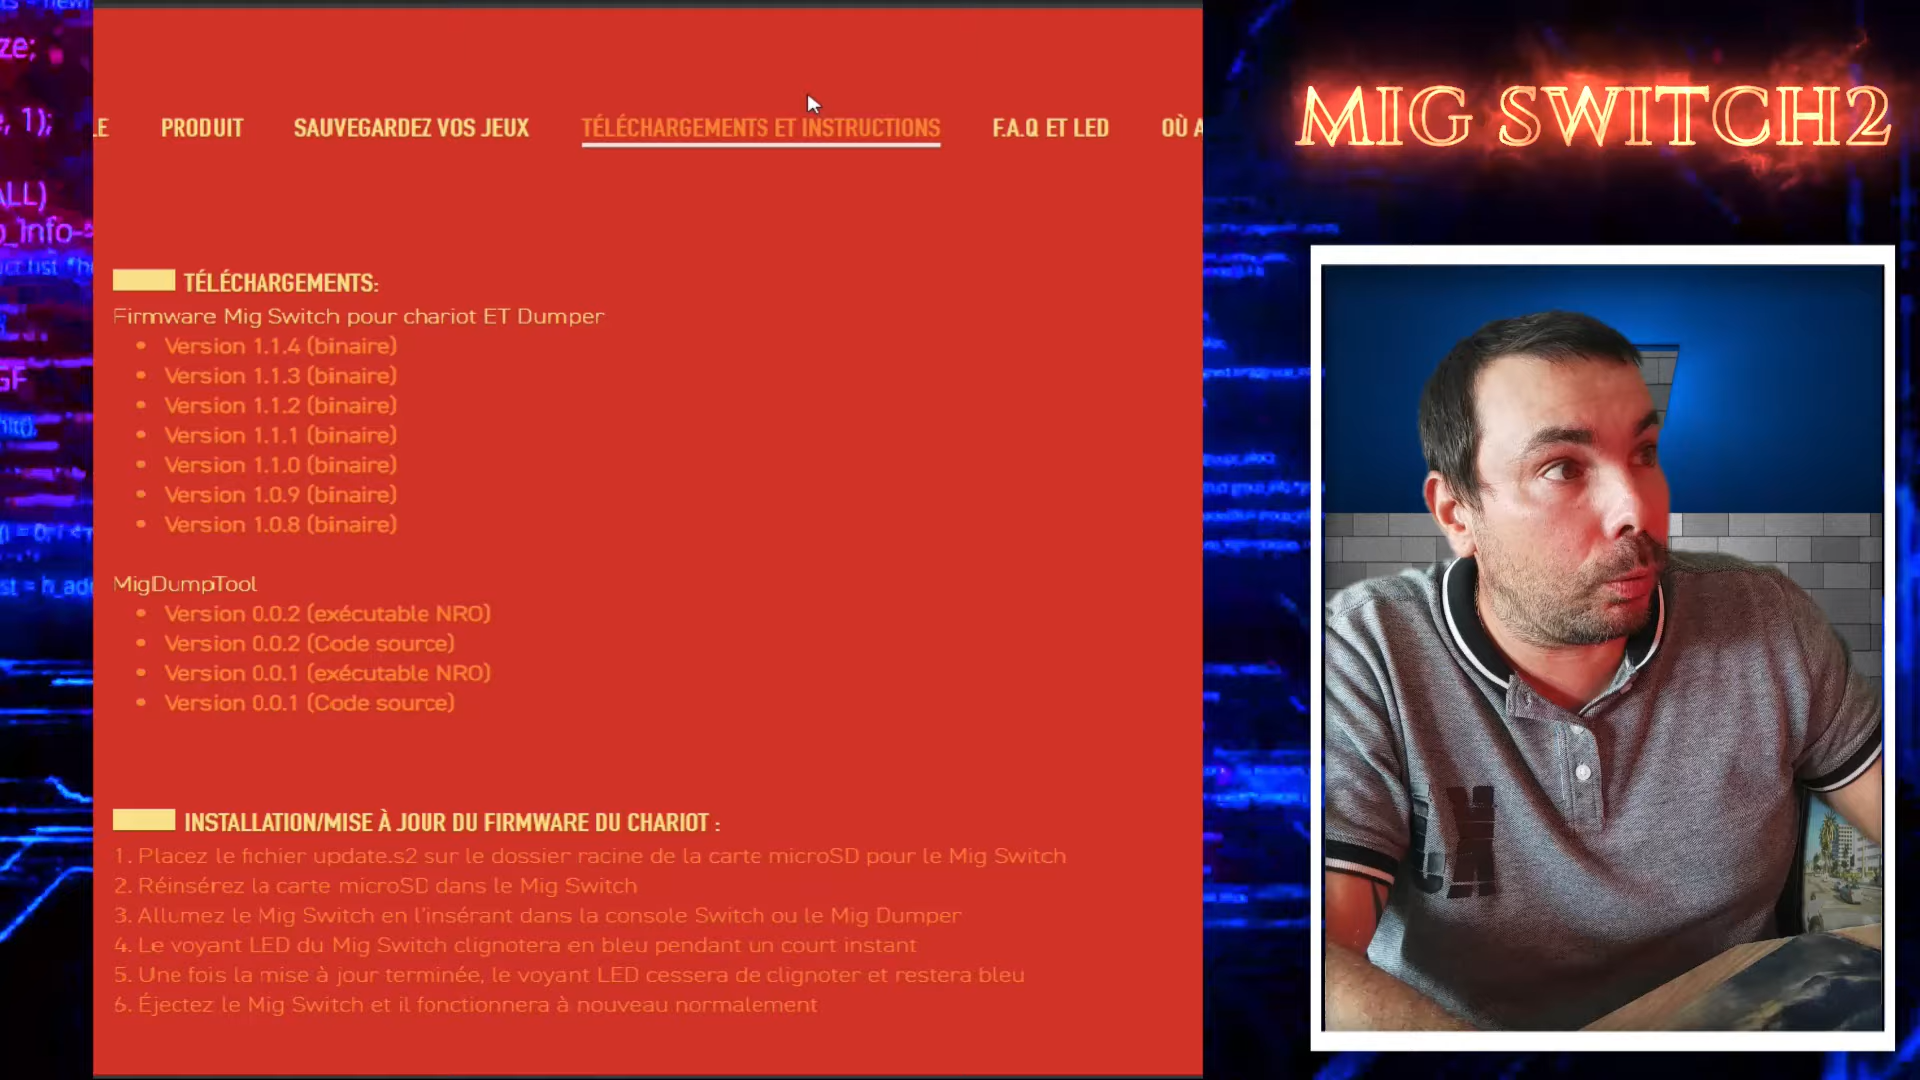 ze;
, 1);
ALL)
GF
LE
PRODUIT
SAUVEGARDEZ VOS JEUX
TÉLÉCHARGEMENTS ET INSTRUCTIONS
F.A.Q ET LED
OÙ A
MIG SWITCH2
TÉLÉCHARGEMENTS:
Firmware Mig Switch pour chariot ET Dumper
• Version 1.1.4 (binaire)
• Version 1.1.3 (binaire)
• Version 1.1.2 (binaire)
• Version 1.1.1 (binaire)
• Version 1.1.0 (binaire)
• Version 1.0.9 (binaire)
• Version 1.0.8 (binaire)
MigDumpTool
• Version 0.0.2 (exécutable NRO)
• Version 0.0.2 (Code source)
• Version 0.0.1 (exécutable NRO)
• Version 0.0.1 (Code source)
INSTALLATION/MISE À JOUR DU FIRMWARE DU CHARIOT :
1. Placez le fichier update.s2 sur le dossier racine de la carte microSD pour le Mig Switch
2. Réinsérez la carte microSD dans le Mig Switch
3. Allumez le Mig Switch en l'insérant dans la console Switch ou le Mig Dumper
4. Le voyant LED du Mig Switch clignotera en bleu pendant un court instant
5. Une fois la mise à jour terminée, le voyant LED cessera de clignoter et restera bleu
6. Éjectez le Mig Switch et il fonctionnera à nouveau normalement